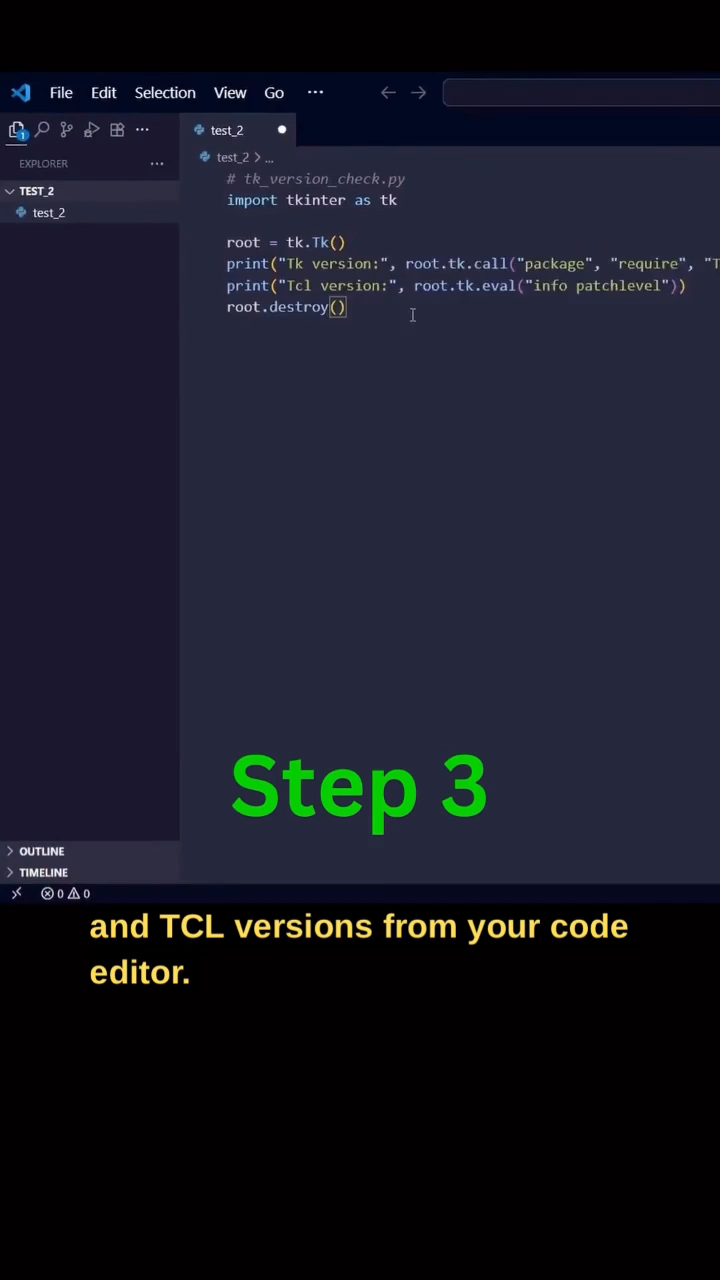 File Edit Selection View Go ...
test_2
EXPLORER ...
test_2 > ...
TEST_2
test_2
# tk_version_check.py
import tkinter as tk
root = tk.Tk()
print("Tk version:", root.tk.call("package", "require", "T
print("Tcl version:", root.tk.eval("info patchlevel"))
root.destroy()
Step 3
OUTLINE
TIMELINE
0 0
and TCL versions from your code
editor.